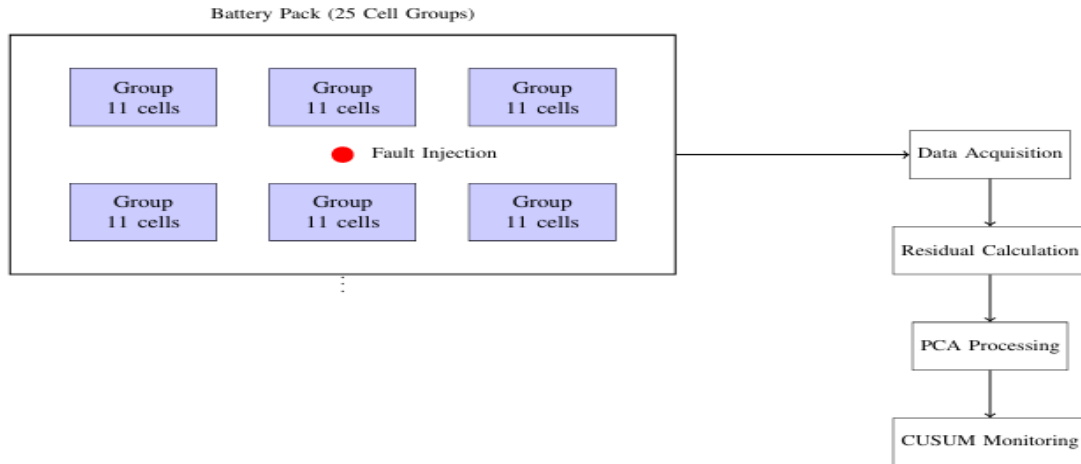 Battery Pack (25 Cell Groups)
Group
11 cells
Group
11 cells
Group
11 cells
Fault Injection
Group
11 cells
Group
11 cells
Group
11 cells
Data Acquisition
Residual Calculation
PCA Processing
CUSUM Monitoring